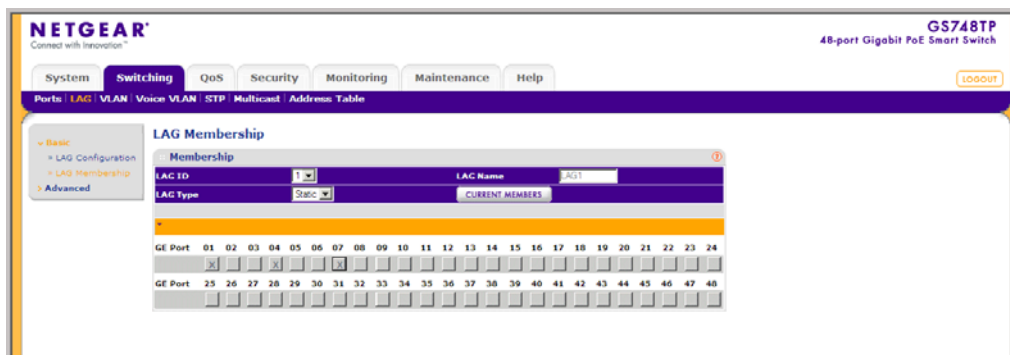 NETGEAR®
Connect with Innovation™
GS748TP
48-port Gigabit PoE Smart Switch
System Switching QoS Security Monitoring Maintenance Help
LOGOUT
Ports LAG VLAN Voice VLAN STP Multicast Address Table
Basic
» LAG Configuration
» LAG Membership
Advanced
LAG Membership
Membership
?
LAG ID 1 LAG Name LAG1
LAG Type Static CURRENT MEMBERS
GE Port 01 02 03 04 05 06 07 08 09 10 11 12 13 14 15 16 17 18 19 20 21 22 23 24
X X X
GE Port 25 26 27 28 29 30 31 32 33 34 35 36 37 38 39 40 41 42 43 44 45 46 47 48